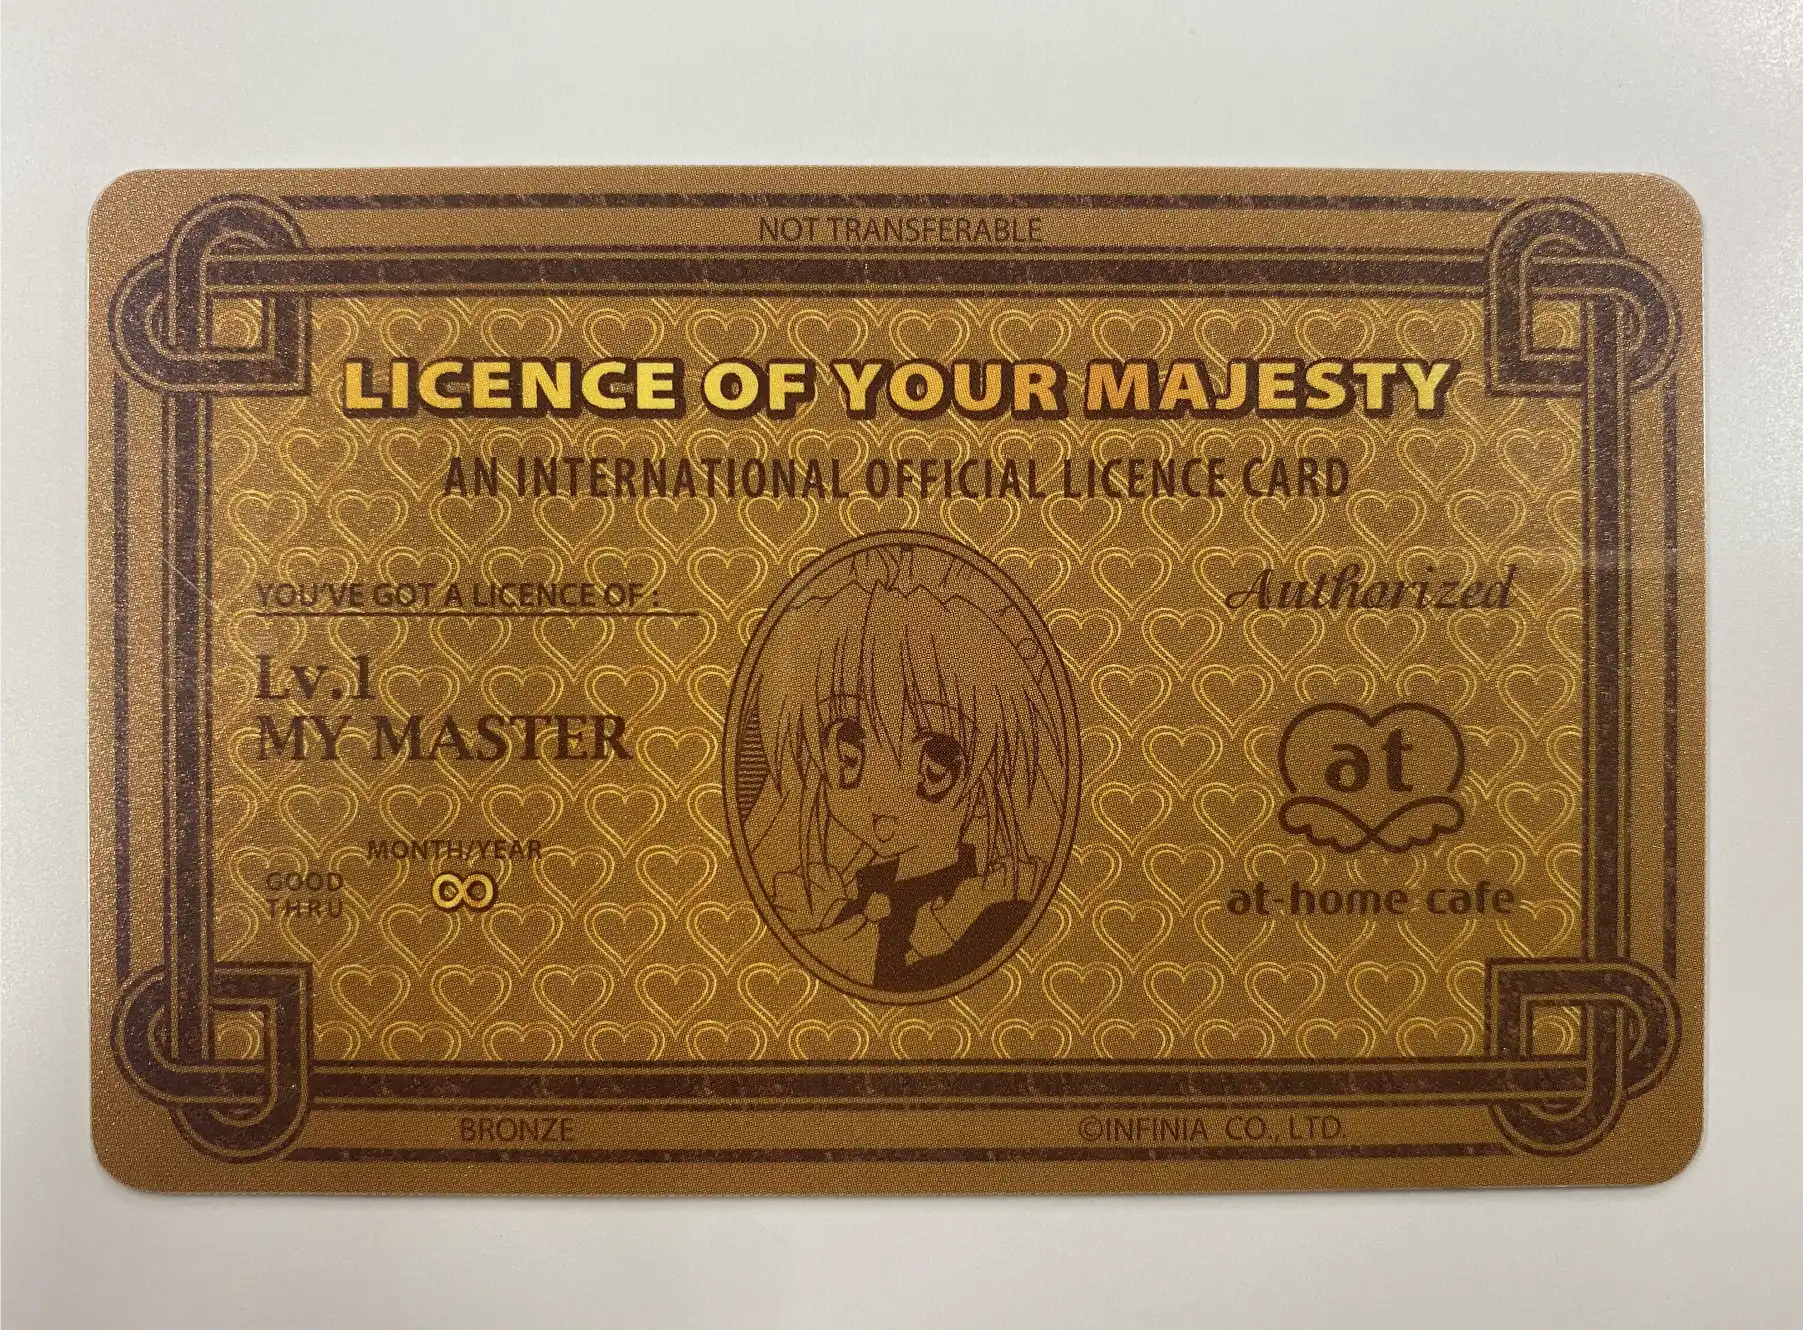 NOT TRANSFERABLE
LICENCE OF YOUR MAJESTY
AN INTERNATIONAL OFFICIAL LICENCE CARD
YOU'VE GOT A LICENCE OF :
Lv.1
MY MASTER
MONTH/YEAR
GOOD
THRU
∞
Authorized
at
at-home cafe
BRONZE
©INFINIA CO., LTD.